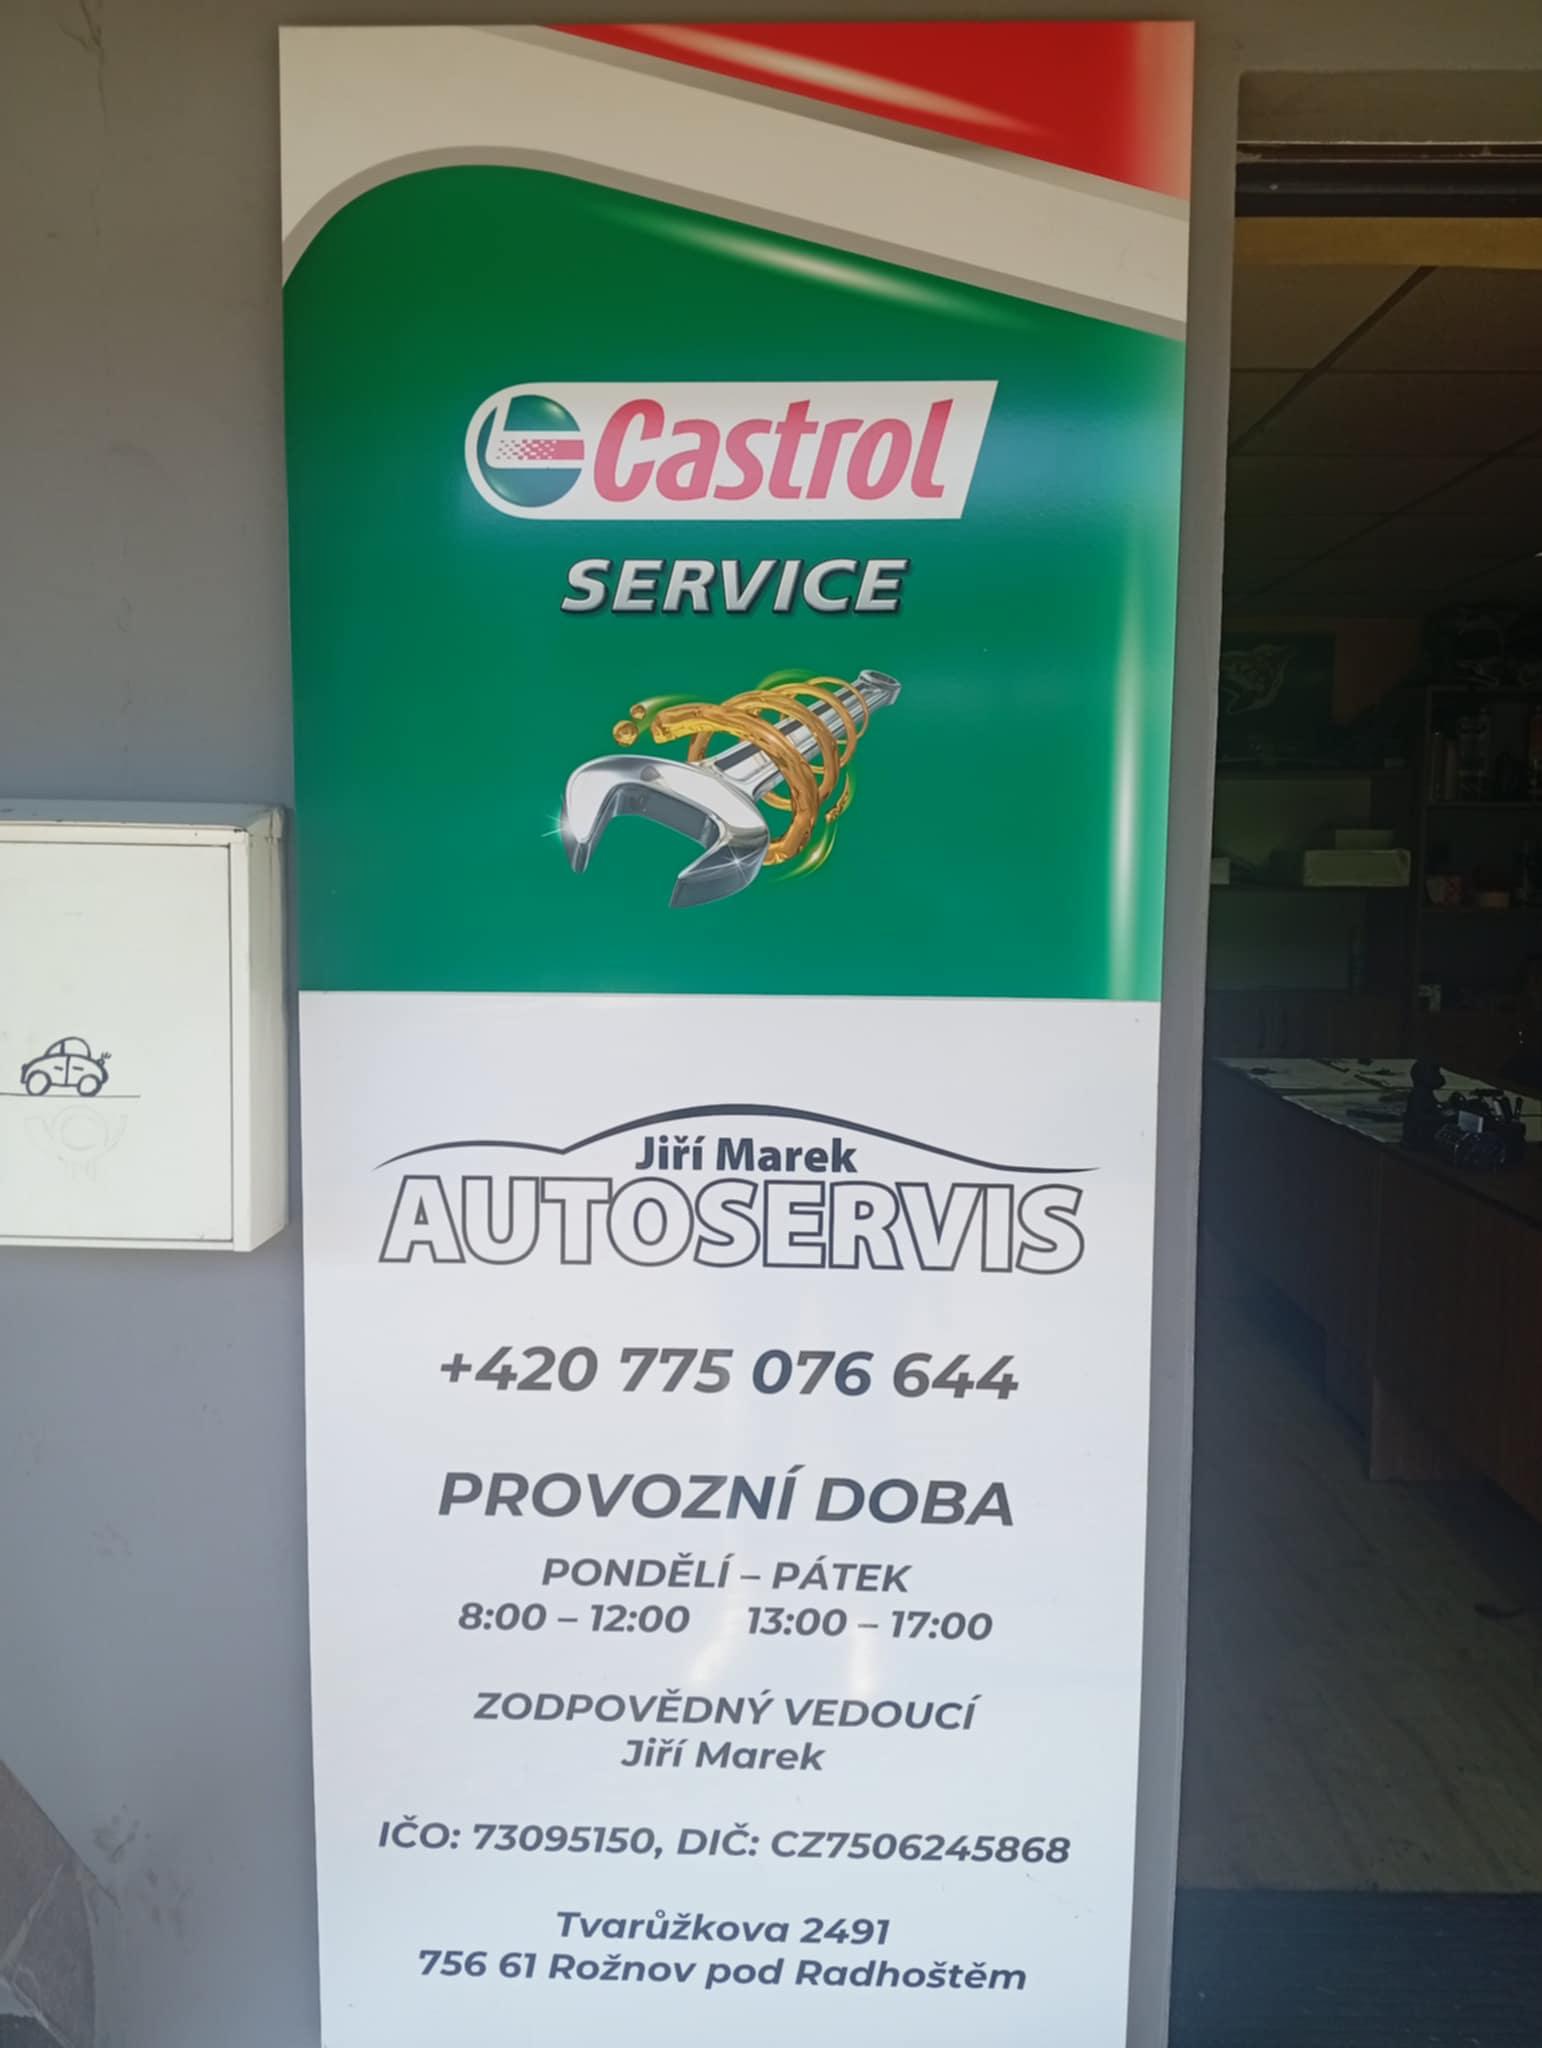 Castrol
SERVICE
Jiří Marek
AUTOSERVIS
+420 775 076 644
PROVOZNÍ DOBA
PONDĚLÍ – PÁTEK
8:00 – 12:00 13:00 – 17:00
ZODPOVĚDNÝ VEDOUCÍ
Jiří Marek
IČO: 73095150, DIČ: CZ7506245868
Tvarůžkova 2491
756 61 Rožnov pod Radhoštěm